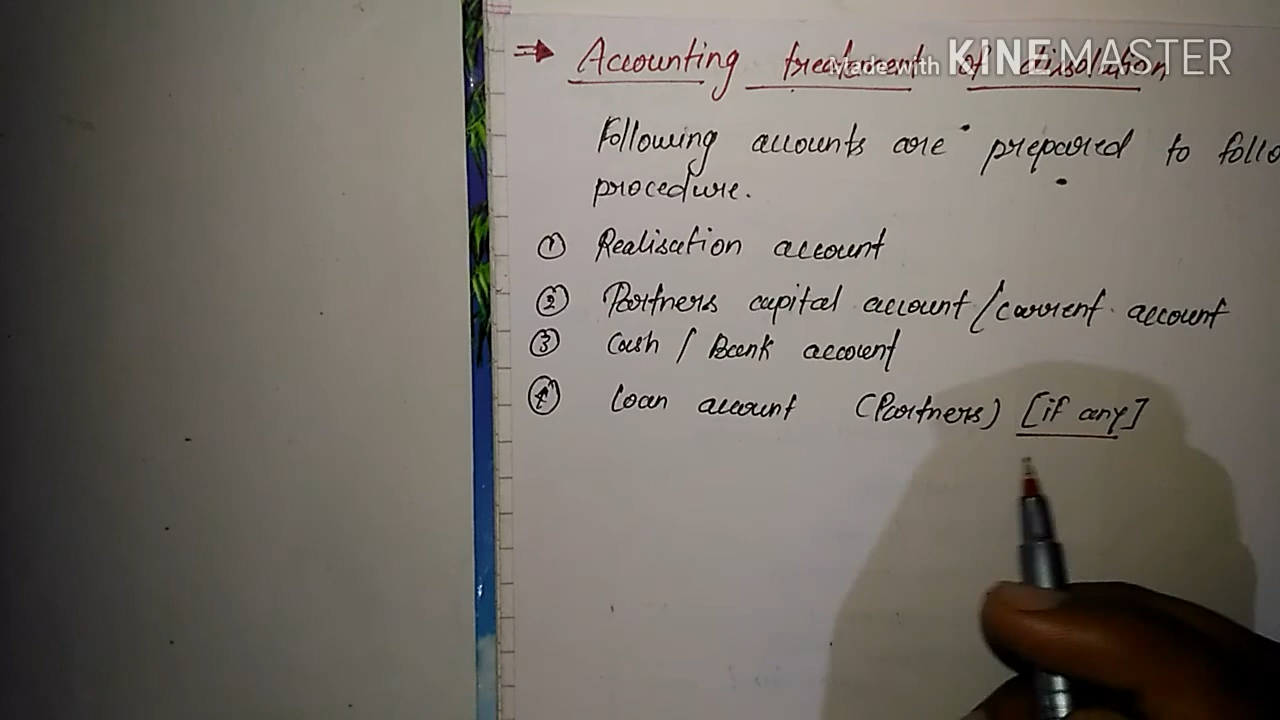 ⇒ Accounting treatement of dissolution
Made with KINEMASTER
Following accounts are prepared to follo
procedure.
① Realisation account
② Partners capital account / current account
③ Cash / Bank account
④ Loan account (Partners) [if any]